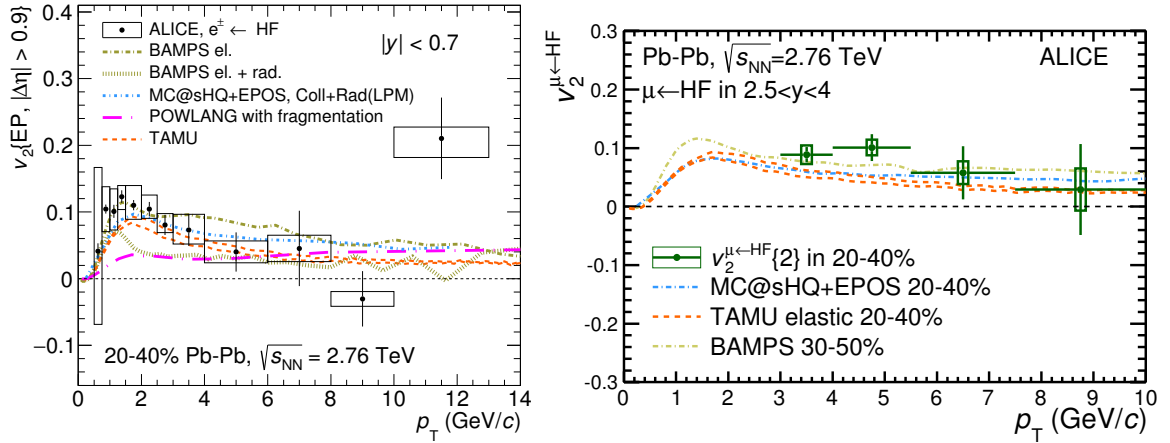 v₂{EP, |Δη| > 0.9}
0.4
0.3
0.2
0.1
0
−0.1
ALICE, e± ← HF
BAMPS el.
BAMPS el. + rad.
MC@sHQ+EPOS, Coll+Rad(LPM)
POWLANG with fragmentation
TAMU
|y| < 0.7
20-40% Pb-Pb, √sNN = 2.76 TeV
0 2 4 6 8 10 12 14
pT (GeV/c)
v₂^μ←HF
0.3
0.2
0.1
0
-0.1
-0.2
-0.3
Pb-Pb, √sNN=2.76 TeV ALICE
μ←HF in 2.5<y<4
v₂^μ←HF{2} in 20-40%
MC@sHQ+EPOS 20-40%
TAMU elastic 20-40%
BAMPS 30-50%
0 1 2 3 4 5 6 7 8 9 10
pT (GeV/c)